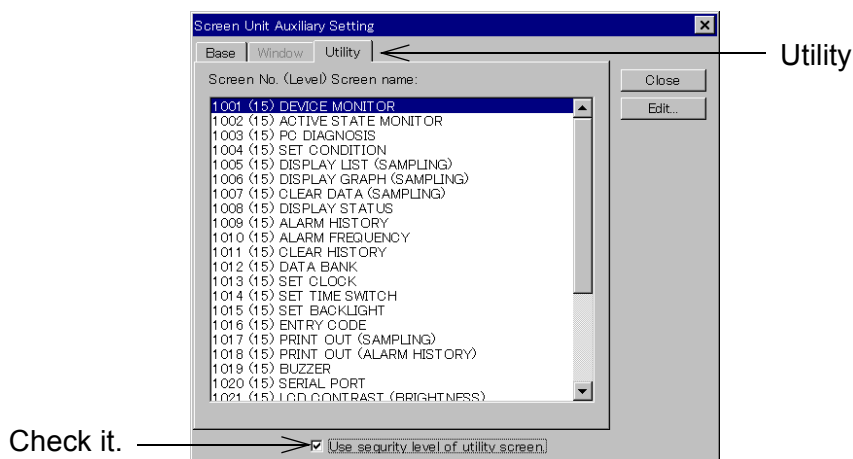 Screen Unit Auxiliary Setting
Base Window Utility
Utility
Screen No. (Level) Screen name:
Close
Edit...
1001 (15) DEVICE MONITOR
1002 (15) ACTIVE STATE MONITOR
1003 (15) PC DIAGNOSIS
1004 (15) SET CONDITION
1005 (15) DISPLAY LIST (SAMPLING)
1006 (15) DISPLAY GRAPH (SAMPLING)
1007 (15) CLEAR DATA (SAMPLING)
1008 (15) DISPLAY STATUS
1009 (15) ALARM HISTORY
1010 (15) ALARM FREQUENCY
1011 (15) CLEAR HISTORY
1012 (15) DATA BANK
1013 (15) SET CLOCK
1014 (15) SET TIME SWITCH
1015 (15) SET BACKLIGHT
1016 (15) ENTRY CODE
1017 (15) PRINT OUT (SAMPLING)
1018 (15) PRINT OUT (ALARM HISTORY)
1019 (15) BUZZER
1020 (15) SERIAL PORT
1021 (15) LCD CONTRAST (BRIGHTNESS)
Check it.
Use sequrity level of utility screen.